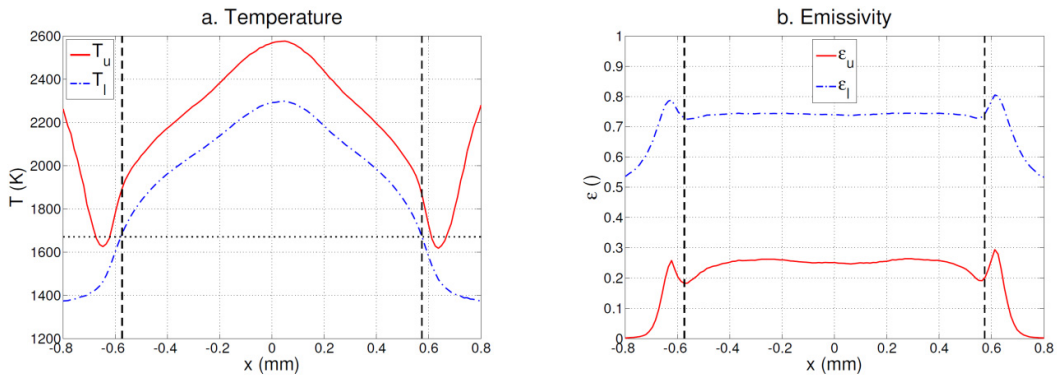 a. Temperature
T_u
T_l
T (K)
2600
2400
2200
2000
1800
1600
1400
1200
-0.8 -0.6 -0.4 -0.2 0 0.2 0.4 0.6 0.8
x (mm)
b. Emissivity
ε_u
ε_l
ε ()
1
0.9
0.8
0.7
0.6
0.5
0.4
0.3
0.2
0.1
0
-0.8 -0.6 -0.4 -0.2 0 0.2 0.4 0.6 0.8
x (mm)